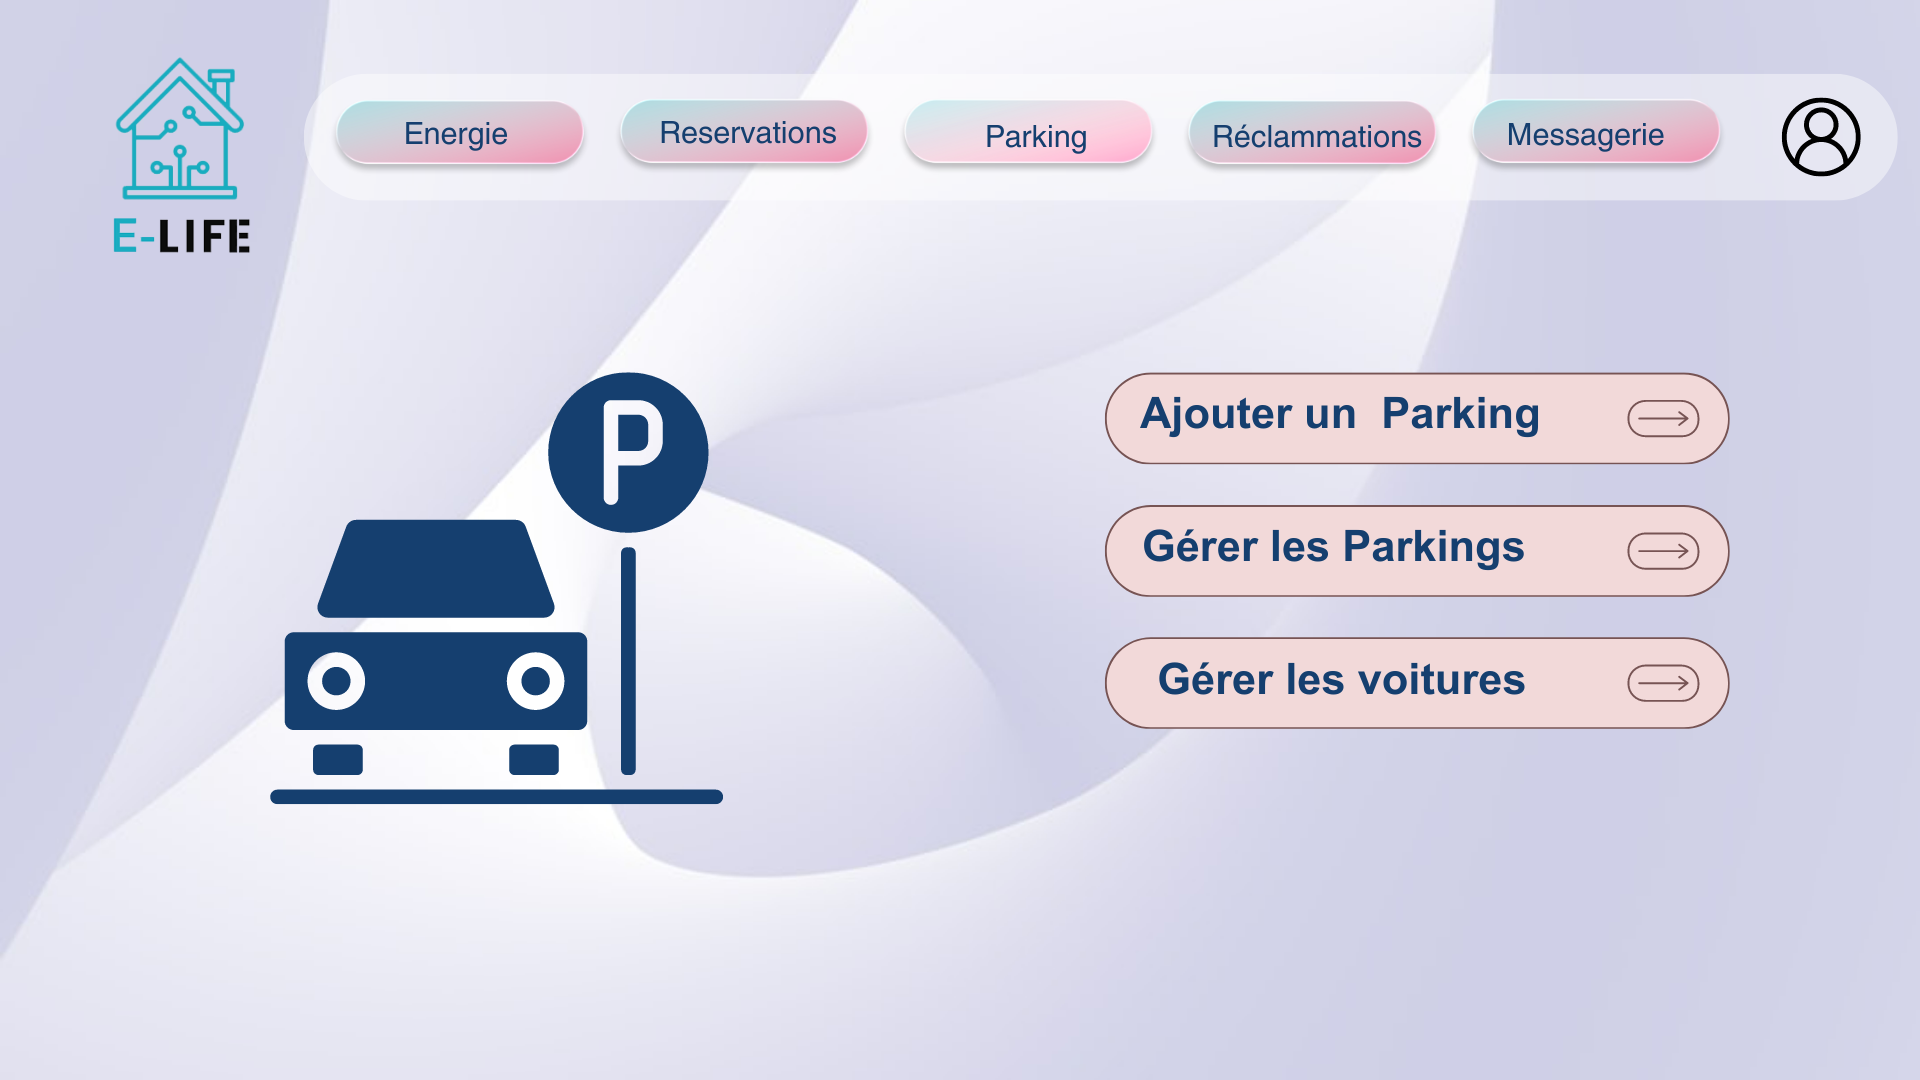 Energie
Reservations
Parking
Réclammations
Messagerie
E-LIFE
P
Ajouter un  Parking
Gérer les Parkings
Gérer les voitures